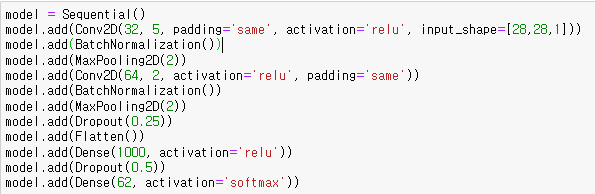 model = Sequential()
model.add(Conv2D(32, 5, padding='same', activation='relu', input_shape=[28,28,1]))
model.add(BatchNormalization())
model.add(MaxPooling2D(2))
model.add(Conv2D(64, 2, activation='relu', padding='same'))
model.add(BatchNormalization())
model.add(MaxPooling2D(2))
model.add(Dropout(0.25))
model.add(Flatten())
model.add(Dense(1000, activation='relu'))
model.add(Dropout(0.5))
model.add(Dense(62, activation='softmax'))